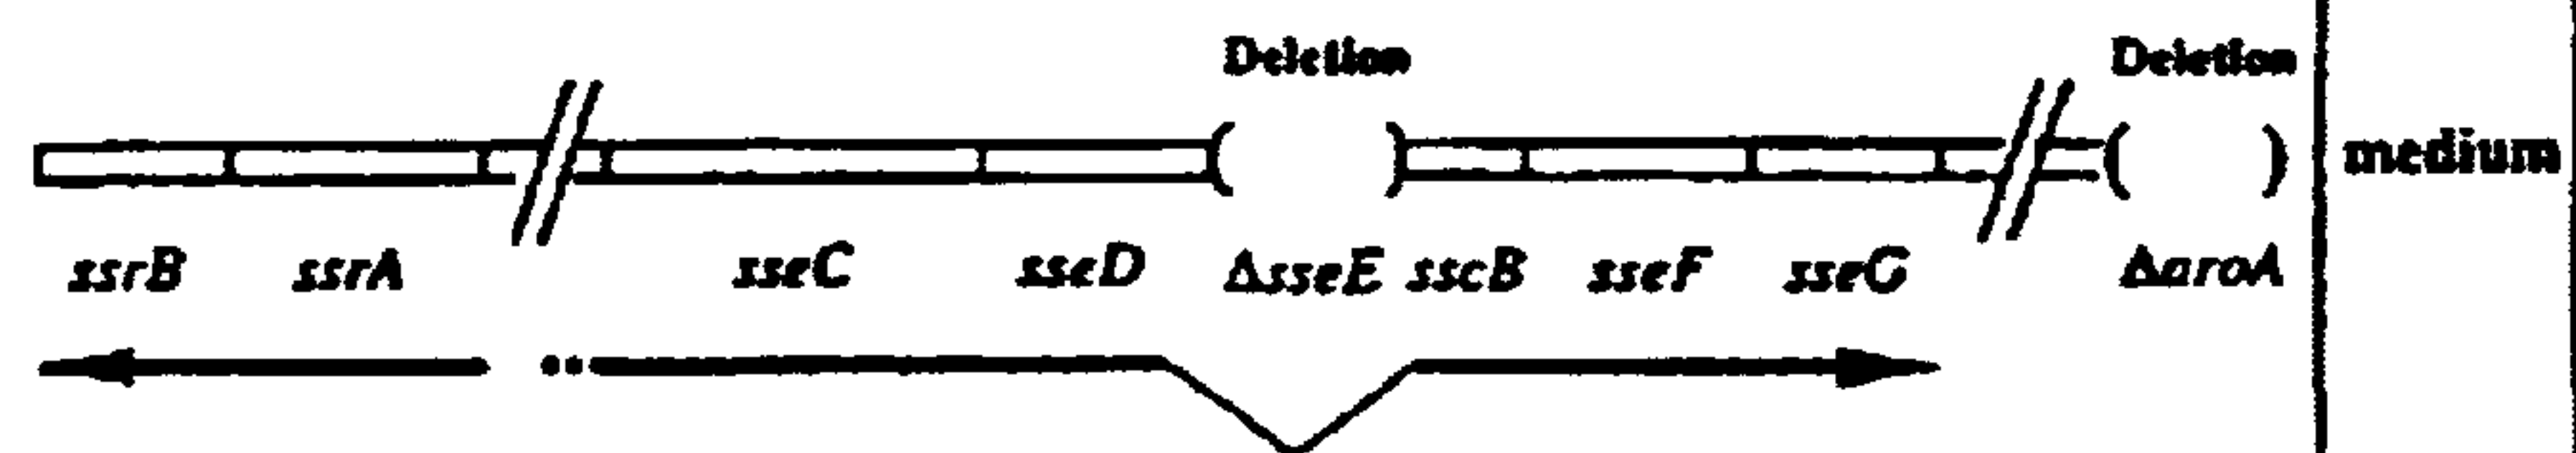 Deletion Deletion
medium
ssrB ssrA sseC sseD ΔsseE sscB sseF sseG ΔaroA